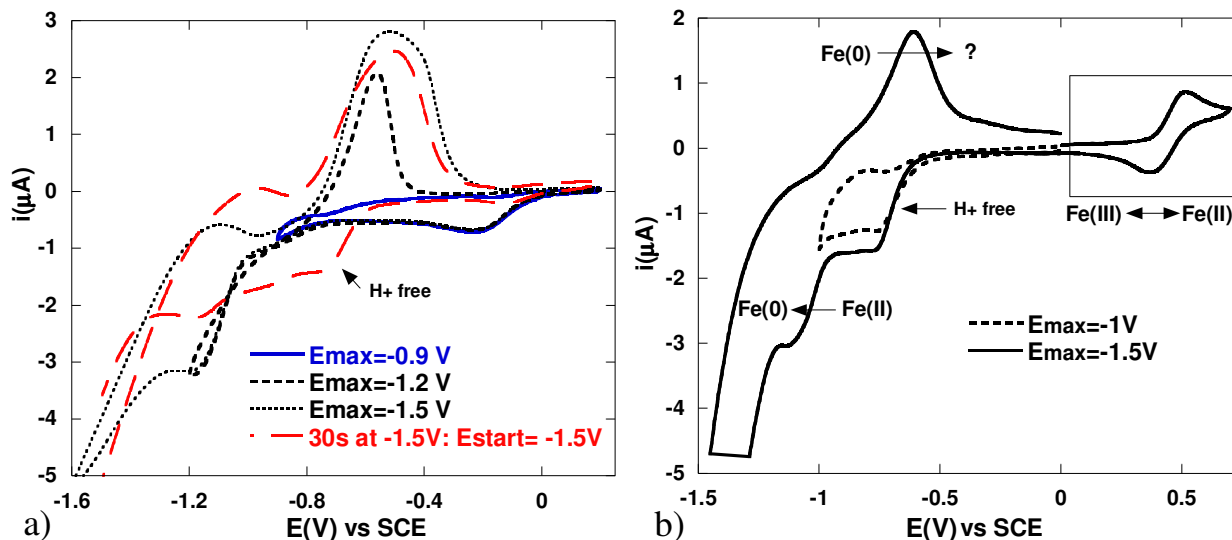 3
2
1
0
-1
-2
-3
-4
-5
i(µA)
H+ free
Emax=-0.9 V
Emax=-1.2 V
Emax=-1.5 V
30s at -1.5V: Estart= -1.5V
-1.6 -1.2 -0.8 -0.4 0
E(V) vs SCE
a)
2
1
0
-1
-2
-3
-4
-5
i(µA)
Fe(0) ?
H+ free
Fe(III) Fe(II)
Fe(0) Fe(II)
Emax=-1V
Emax=-1.5V
-1.5 -1 -0.5 0 0.5
E(V) vs SCE
b)